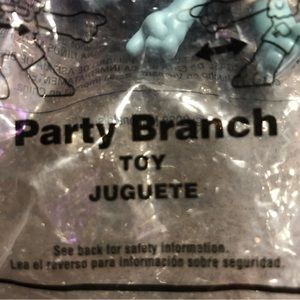 Party Branch
TOY
JUGUETE
See back for safety information.
Lea el reverso para información sobre seguridad.